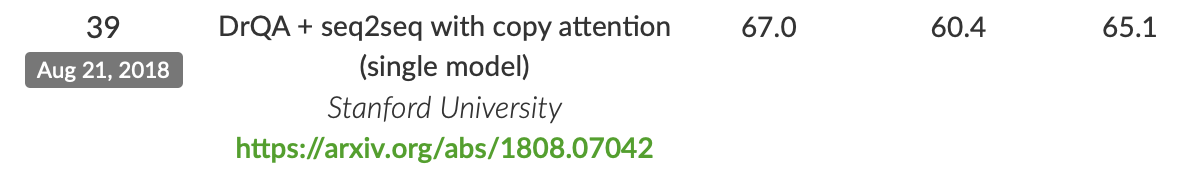 39 DrQA + seq2seq with copy attention 67.0 60.4 65.1
Aug 21, 2018 (single model)
Stanford University
https://arxiv.org/abs/1808.07042